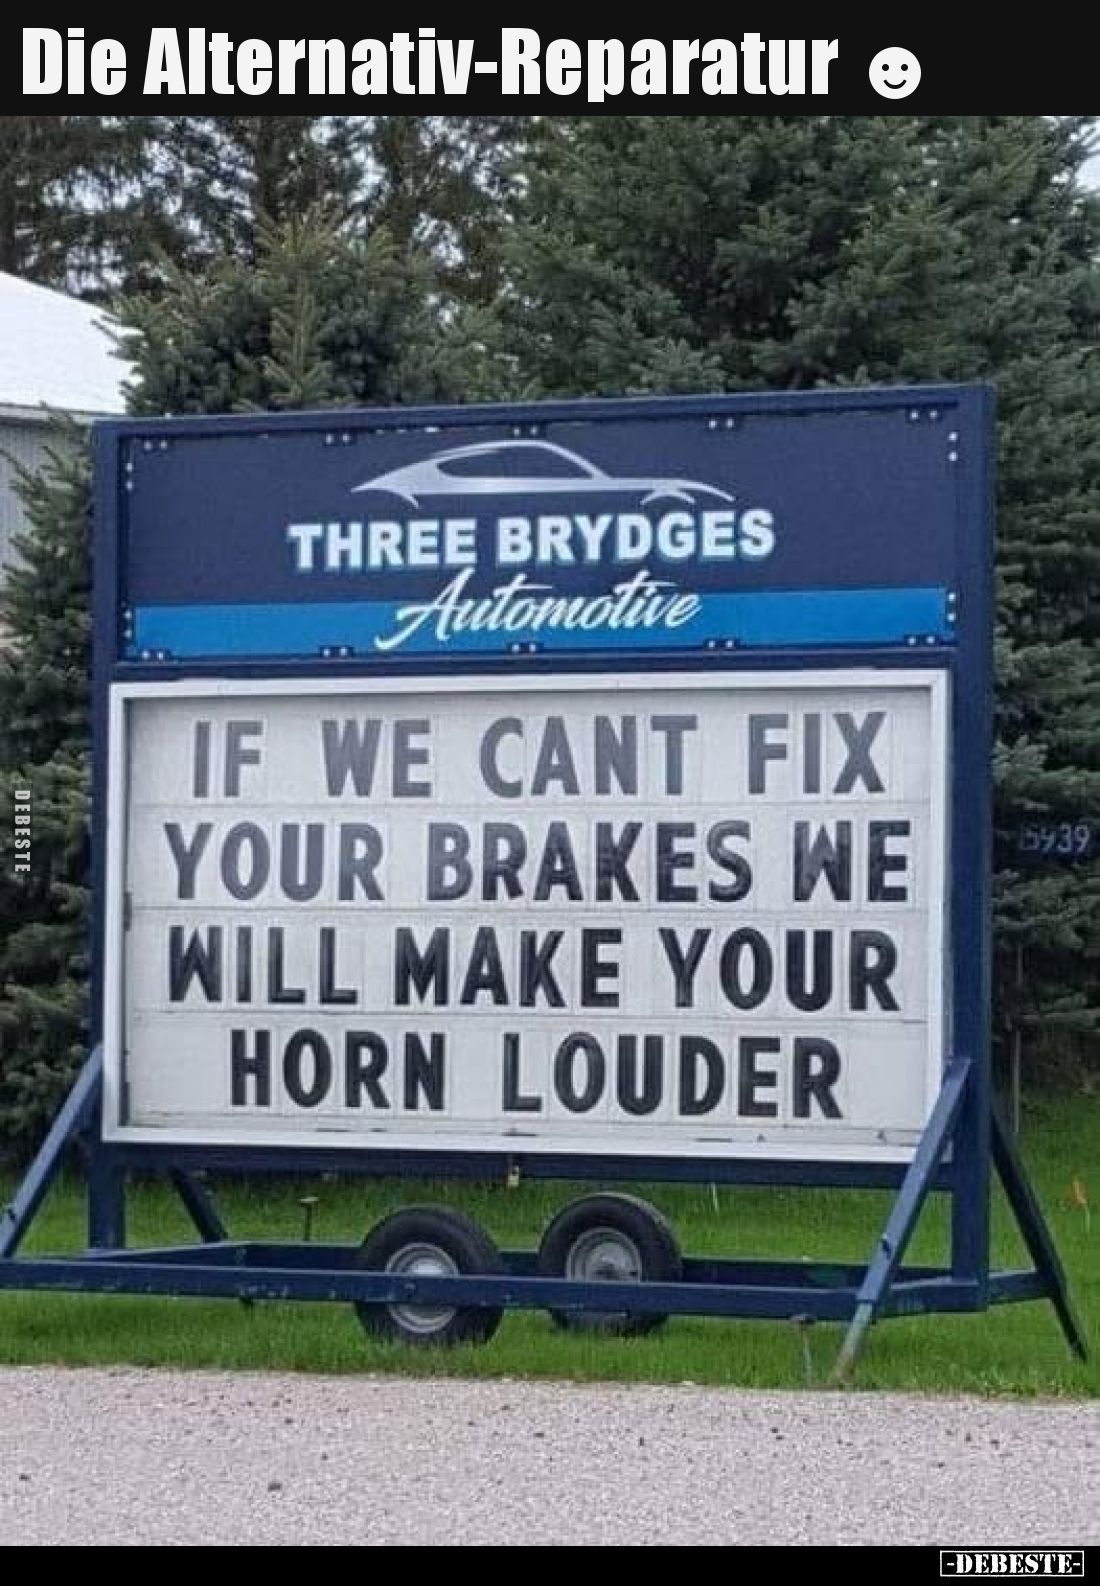 Die Alternativ-Reparatur ☻
THREE BRYDGES
Automotive
IF WE CANT FIX
YOUR BRAKES WE
WILL MAKE YOUR
HORN LOUDER
5939
DEBESTE
-DEBESTE-